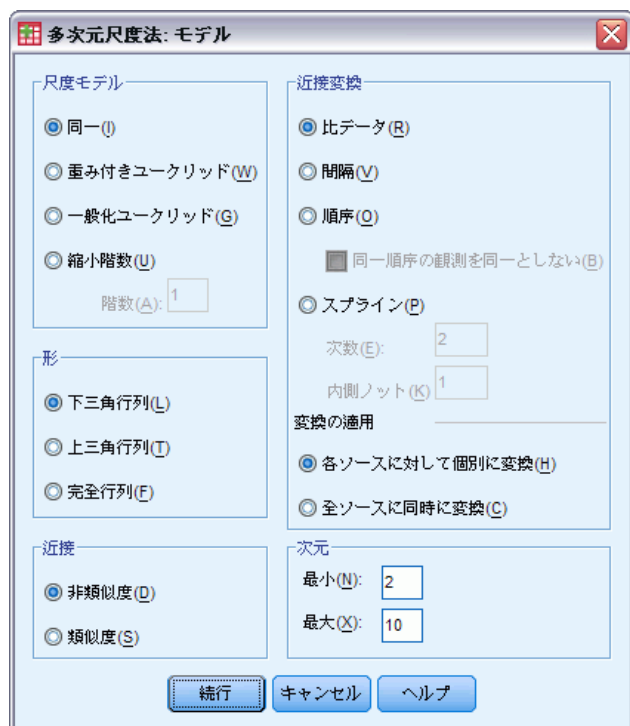 多次元尺度法: モデル
尺度モデル
同一(I)
重み付きユークリッド(W)
一般化ユークリッド(G)
縮小階数(U)
階数(A): 1
形
下三角行列(L)
上三角行列(T)
完全行列(F)
近接
非類似度(D)
類似度(S)
近接変換
比データ(R)
間隔(V)
順序(O)
同一順序の観測を同一としない(B)
スプライン(P)
次数(E): 2
内側ノット(K) 1
変換の適用
各ソースに対して個別に変換(H)
全ソースに同時に変換(C)
次元
最小(N): 2
最大(X): 10
続行 キャンセル ヘルプ